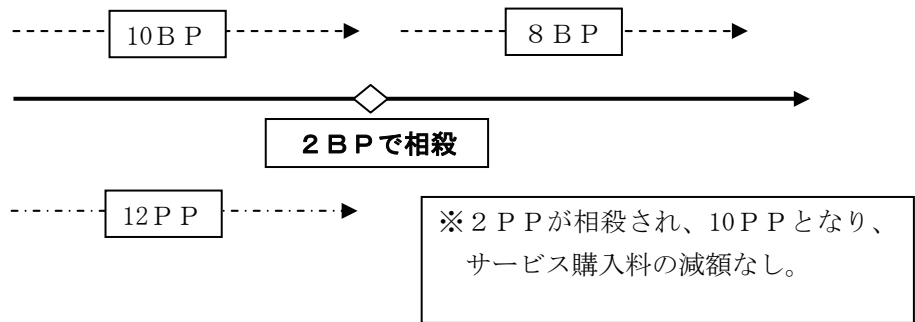 10ＢＰ
８ＢＰ
２ＢＰで相殺
12ＰＰ
※２ＰＰが相殺され、10ＰＰとなり、
サービス購入料の減額なし。